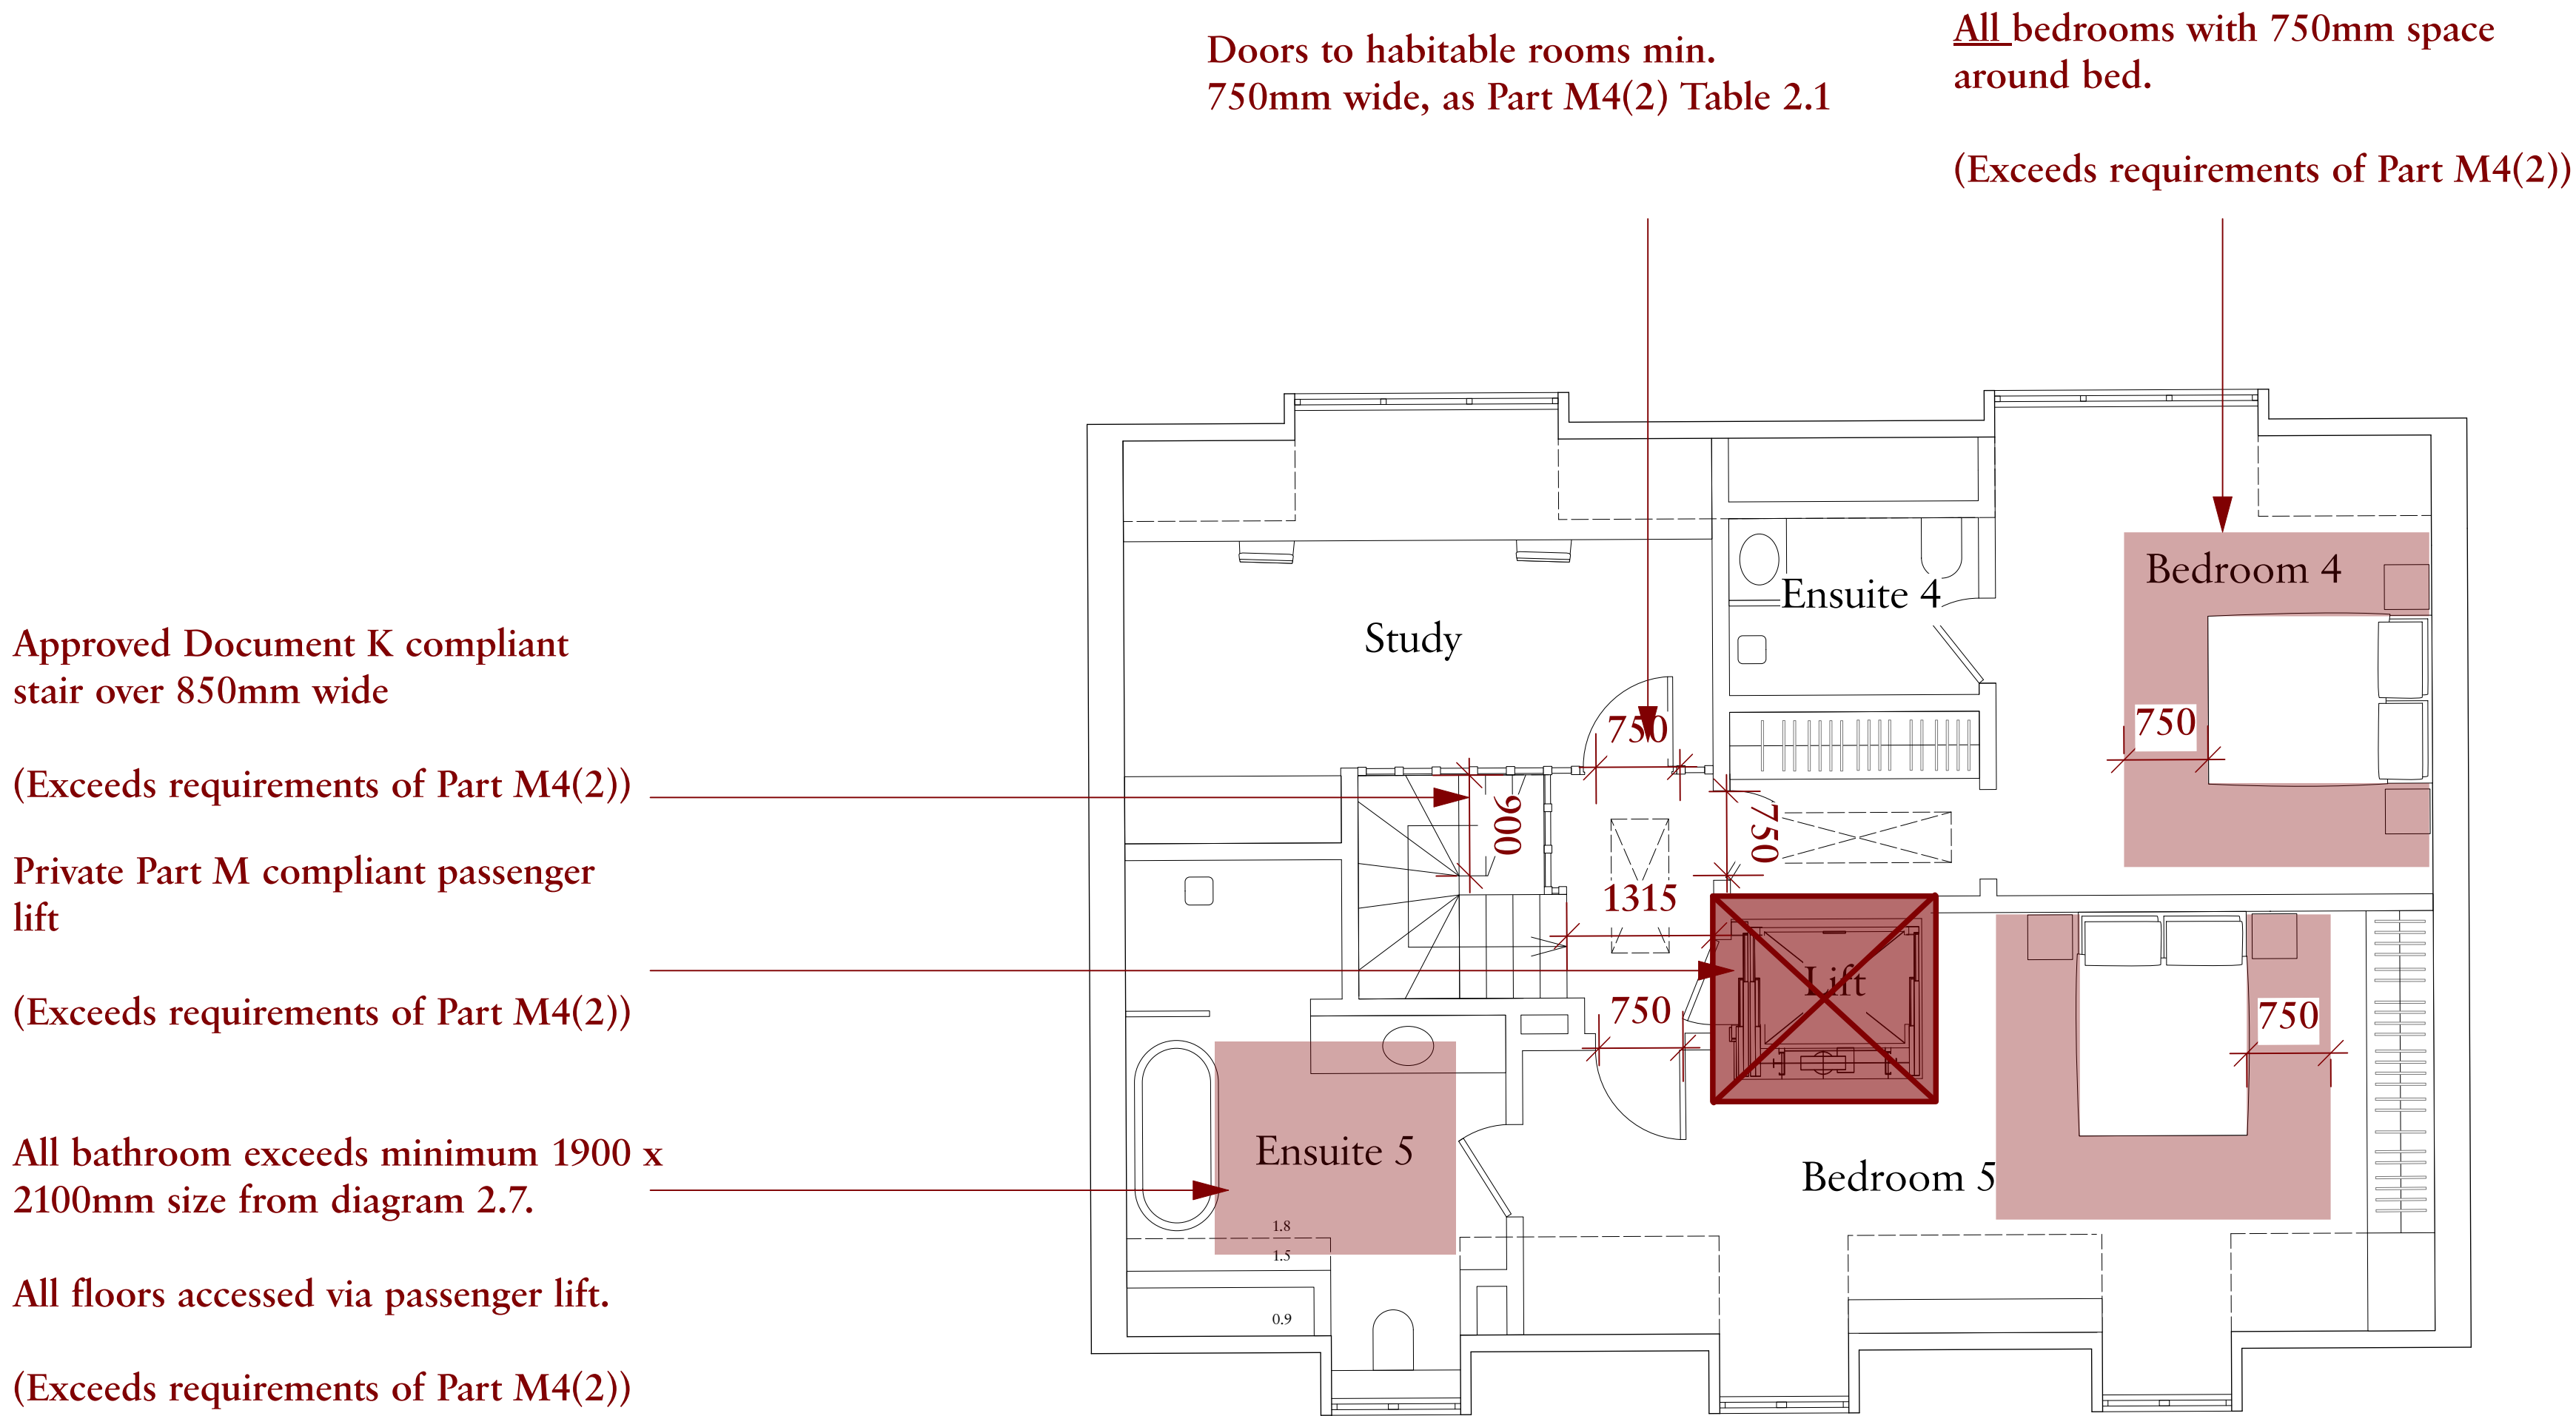 Doors to habitable rooms min.
750mm wide, as Part M4(2) Table 2.1
All bedrooms with 750mm space
around bed.
(Exceeds requirements of Part M4(2))
Approved Document K compliant
stair over 850mm wide
(Exceeds requirements of Part M4(2))
Private Part M compliant passenger
lift
(Exceeds requirements of Part M4(2))
All bathroom exceeds minimum 1900 x
2100mm size from diagram 2.7.
All floors accessed via passenger lift.
(Exceeds requirements of Part M4(2))
Bedroom 4
Ensuite 4
Study
750
750
900
750
1315
Lift
750
750
Ensuite 5
Bedroom 5
1.8
1.5
0.9